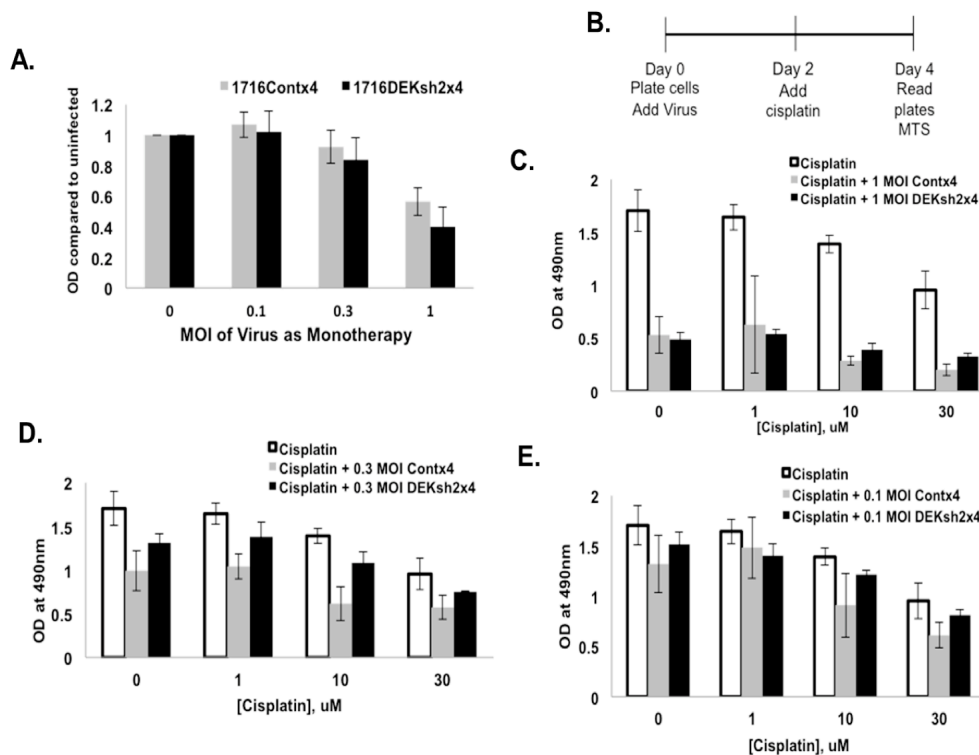 A.
1716Contx4 1716DEKsh2x4
OD compared to uninfected
1.2
1
0.8
0.6
0.4
0.2
0
0 0.1 0.3 1
MOI of Virus as Monotherapy
B.
Day 0 Day 2 Day 4
Plate cells Add Read
Add Virus cisplatin plates
MTS
C.
Cisplatin
Cisplatin + 1 MOI Contx4
Cisplatin + 1 MOI DEKsh2x4
OD at 490nm
2
1.5
1
0.5
0
0 1 10 30
[Cisplatin], uM
D.
Cisplatin
Cisplatin + 0.3 MOI Contx4
Cisplatin + 0.3 MOI DEKsh2x4
OD at 490nm
2
1.5
1
0.5
0
0 1 10 30
[Cisplatin], uM
E.
Cisplatin
Cisplatin + 0.1 MOI Contx4
Cisplatin + 0.1 MOI DEKsh2x4
OD at 490nm
2
1.5
1
0.5
0
0 1 10 30
[Cisplatin], uM